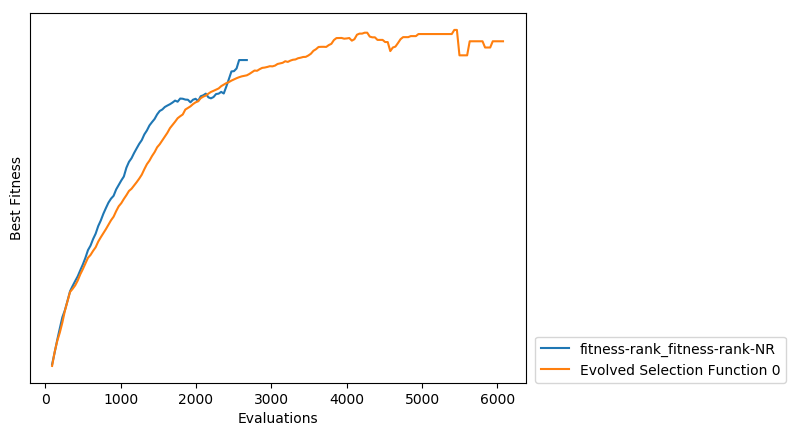 Best Fitness
0
1000
2000
3000
4000
5000
6000
Evaluations
fitness-rank_fitness-rank-NR
Evolved Selection Function 0